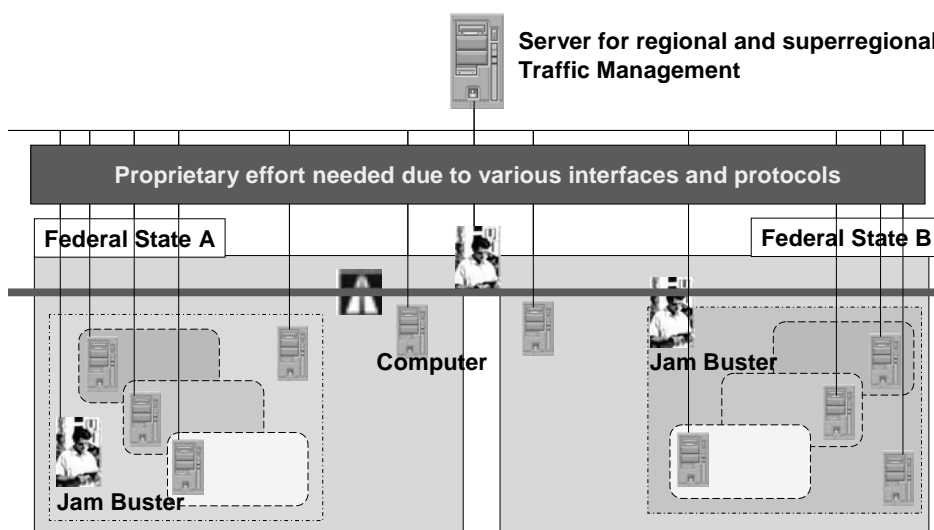 Server for regional and superregional
Traffic Management
Proprietary effort needed due to various interfaces and protocols
Federal State A
Federal State B
Computer
Jam Buster
Jam Buster